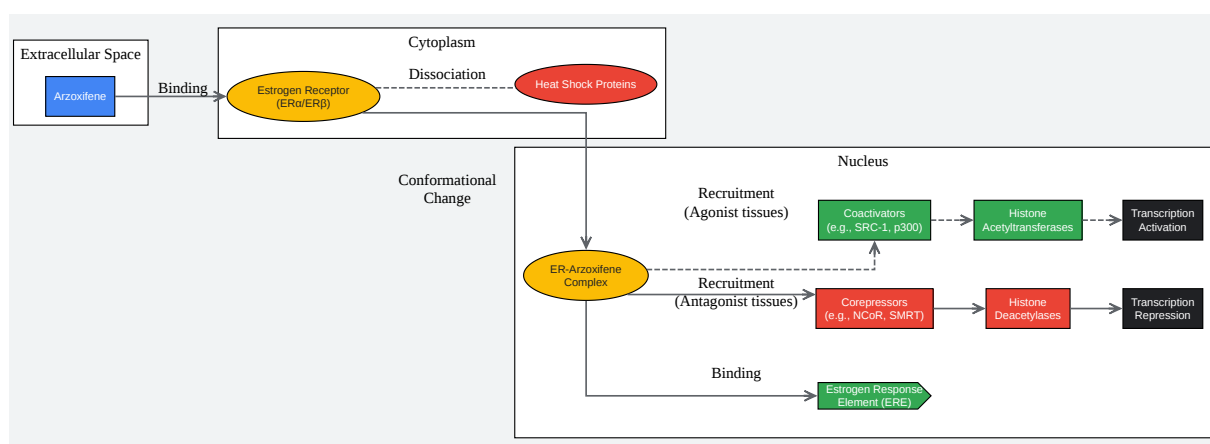 Extracellular Space
Arzoxifene
Binding
Cytoplasm
Estrogen Receptor
(ERα/ERβ)
Dissociation
Heat Shock Proteins
Conformational
Change
Nucleus
ER-Arzoxifene
Complex
Recruitment
(Agonist tissues)
Coactivators
(e.g., SRC-1, p300)
Histone
Acetyltransferases
Transcription
Activation
Recruitment
(Antagonist tissues)
Corepressors
(e.g., NCoR, SMRT)
Histone
Deacetylases
Transcription
Repression
Binding
Estrogen Response
Element (ERE)